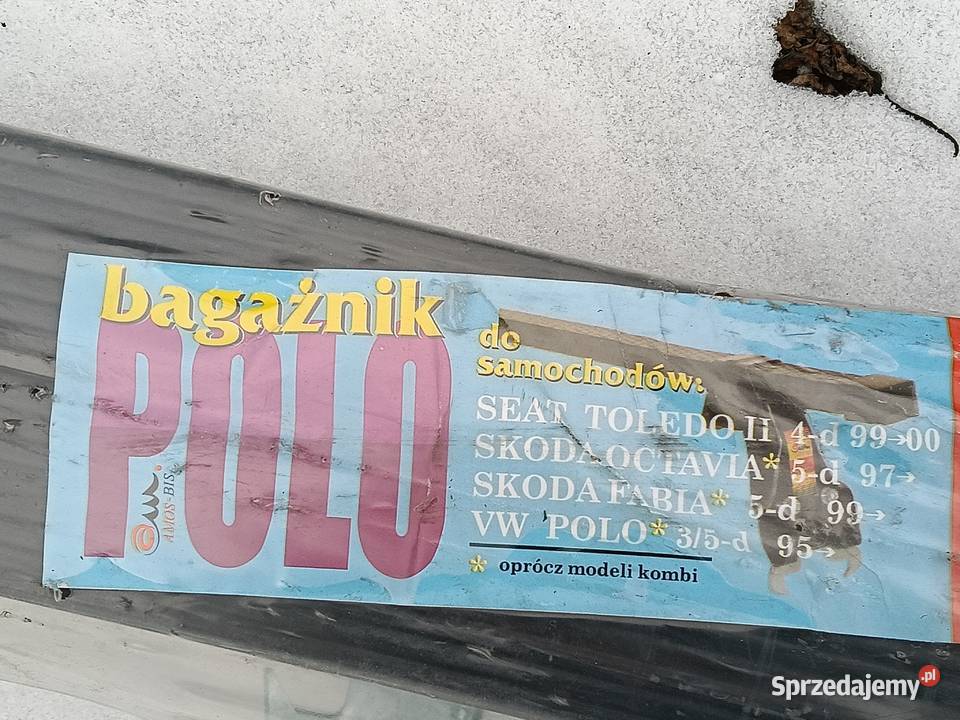 bagażnik
POLO
AMOS-BIS
do
samochodów:
SEAT TOLEDO II 4-d 99→00
SKODA OCTAVIA* 5-d 97→
SKODA FABIA* 5-d 99→
VW POLO* 3/5-d 95→
* oprócz modeli kombi
Sprzedajemy.pl